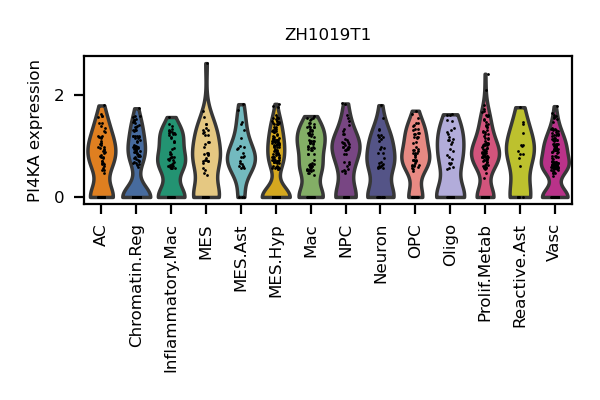 ZH1019T1
PI4KA expression
2
0
AC
Chromatin.Reg
Inflammatory.Mac
MES
MES.Ast
MES.Hyp
Mac
NPC
Neuron
OPC
Oligo
Prolif.Metab
Reactive.Ast
Vasc